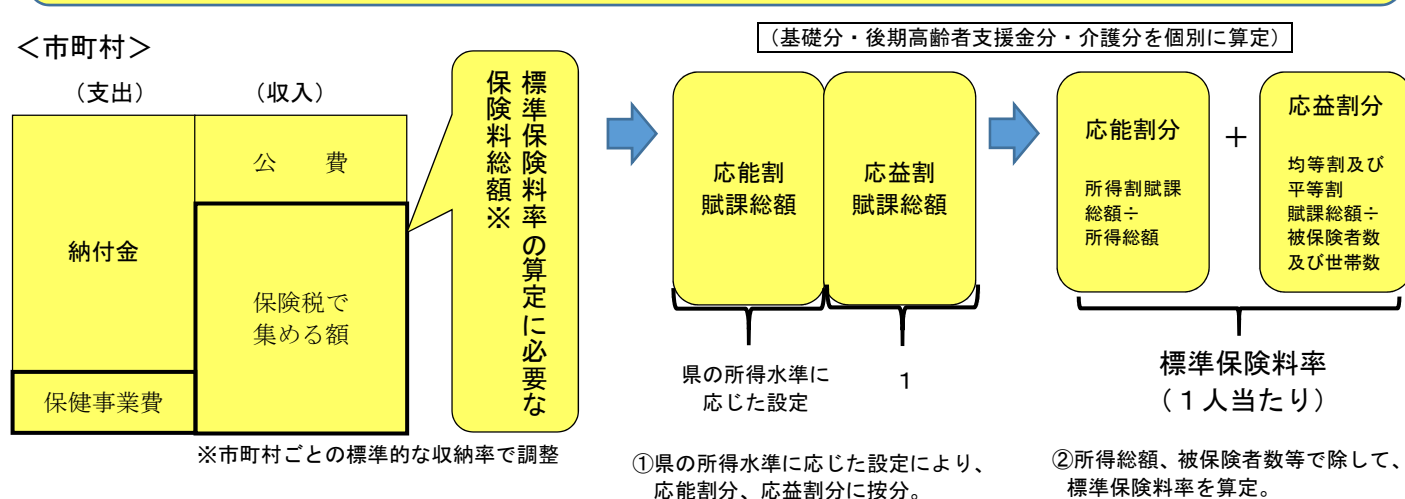 ＜市町村＞
（支出）
（収入）
公　　費
納付金
保険税で
集める額
保健事業費
※市町村ごとの標準的な収納率で調整
標準保険料率の算定に必要な
保険料総額※
（基礎分・後期高齢者支援金分・介護分を個別に算定）
応能割
賦課総額
応益割
賦課総額
県の所得水準に
応じた設定
１
①県の所得水準に応じた設定により、
応能割分、応益割分に按分。
応能割分
所得割賦課
総額÷
所得総額
＋
応益割分
均等割及び
平等割
賦課総額÷
被保険者数
及び世帯数
標準保険料率
（１人当たり）
②所得総額、被保険者数等で除して、
標準保険料率を算定。